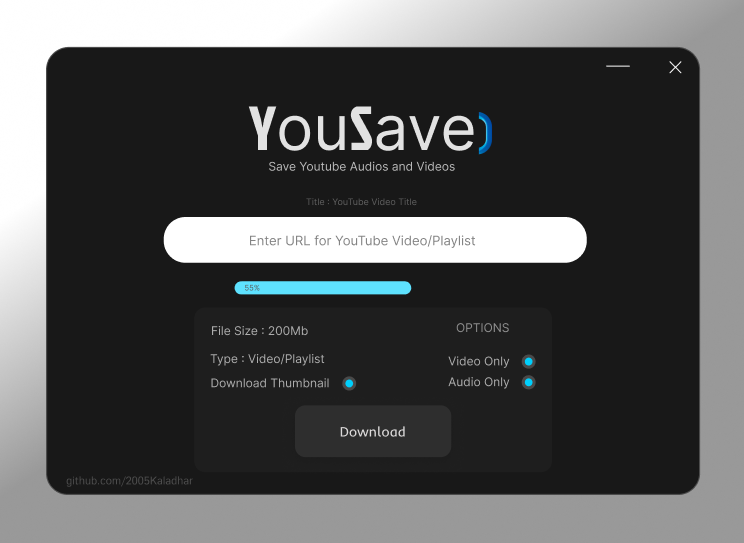 YouSave
Save Youtube Audios and Videos
Title : YouTube Video Title
Enter URL for YouTube Video/Playlist
55%
File Size : 200Mb
Type : Video/Playlist
Download Thumbnail
OPTIONS
Video Only
Audio Only
Download
github.com/2005Kaladhar